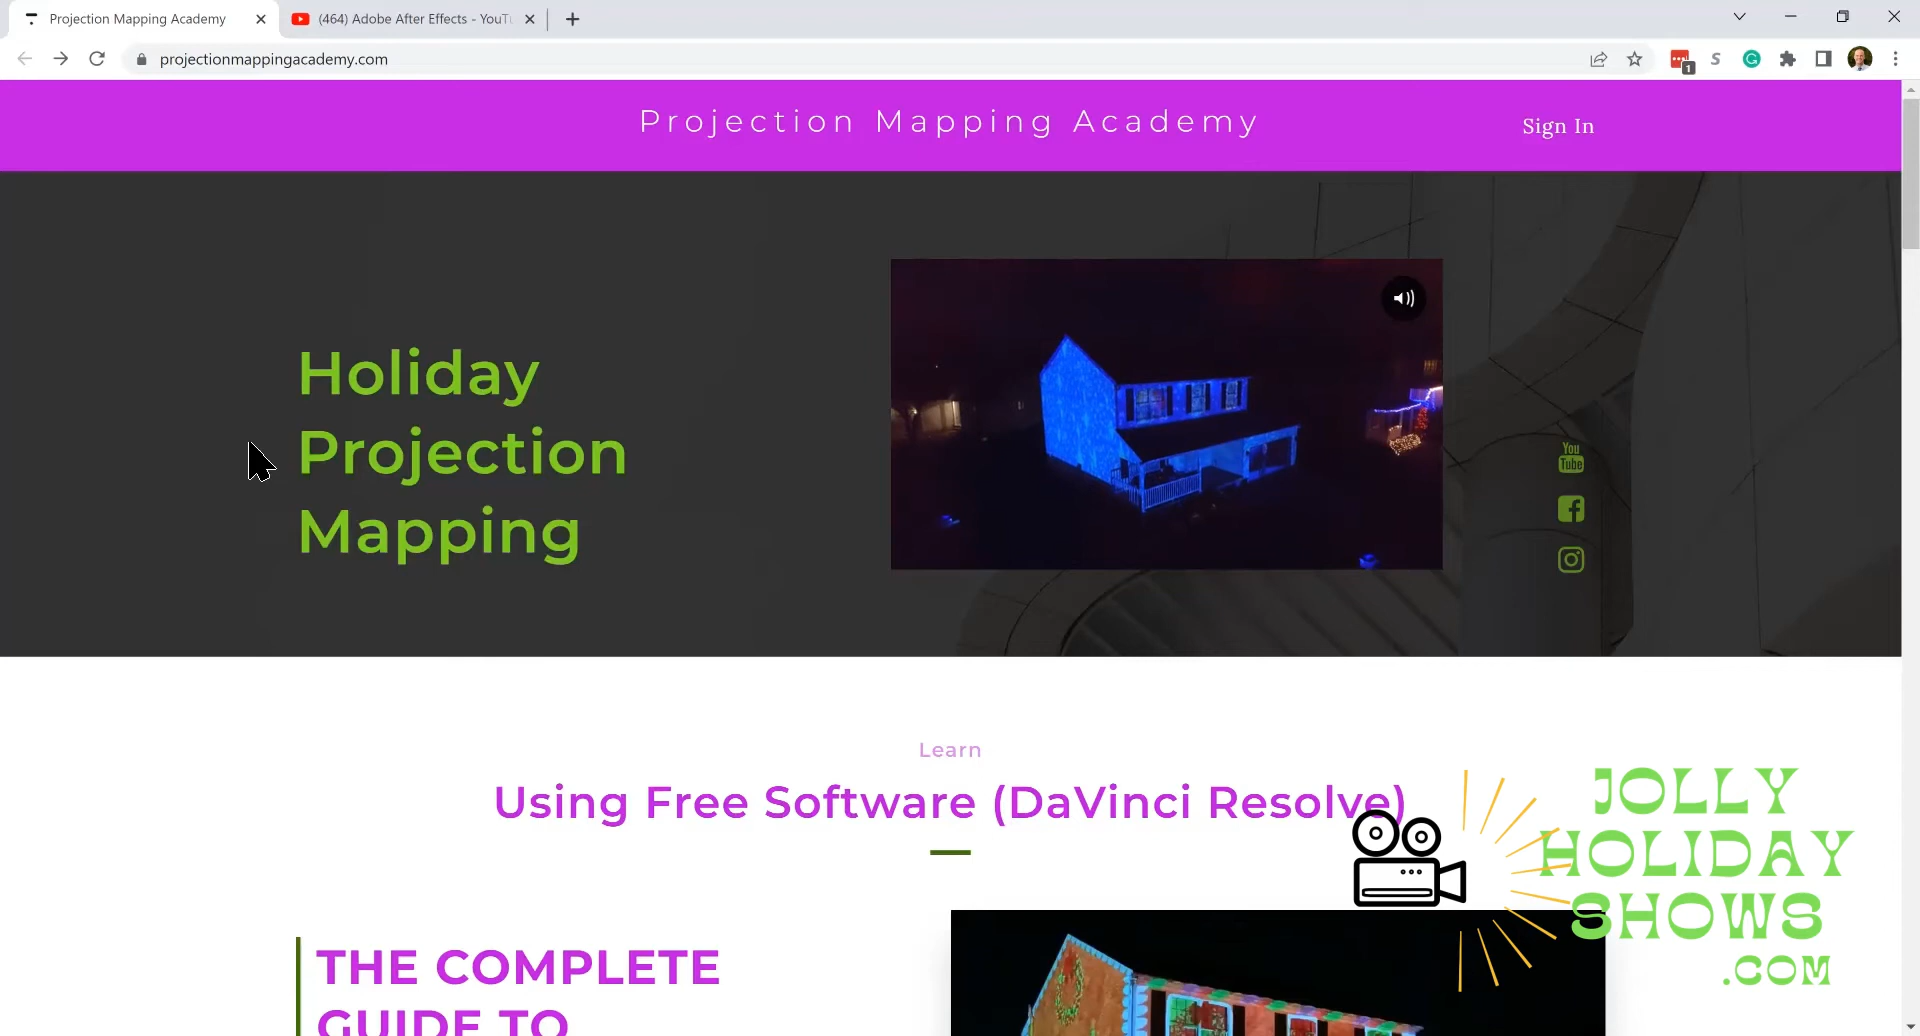 Projection Mapping Academy
(464) Adobe After Effects - YouTu
projectionmappingacademy.com
1
S
G
Projection Mapping Academy
Sign In
Holiday
Projection
Mapping
You
Tube
Learn
Using Free Software (DaVinci Resolve)
JOLLY
HOLIDAY
SHOWS
.COM
THE COMPLETE
GUIDE TO